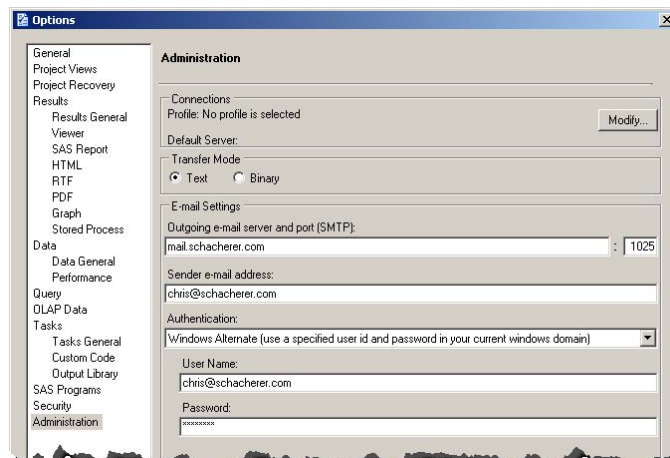 Options
General
Project Views
Project Recovery
Results
Results General
Viewer
SAS Report
HTML
RTF
PDF
Graph
Stored Process
Data
Data General
Performance
Query
OLAP Data
Tasks
Tasks General
Custom Code
Output Library
SAS Programs
Security
Administration
Administration
Connections
Profile: No profile is selected
Modify...
Default Server:
Transfer Mode
Text Binary
E-mail Settings
Outgoing e-mail server and port (SMTP):
mail.schacherer.com : 1025
Sender e-mail address:
chris@schacherer.com
Authentication:
Windows Alternate (use a specified user id and password in your current windows domain)
User Name:
chris@schacherer.com
Password:
××××××××